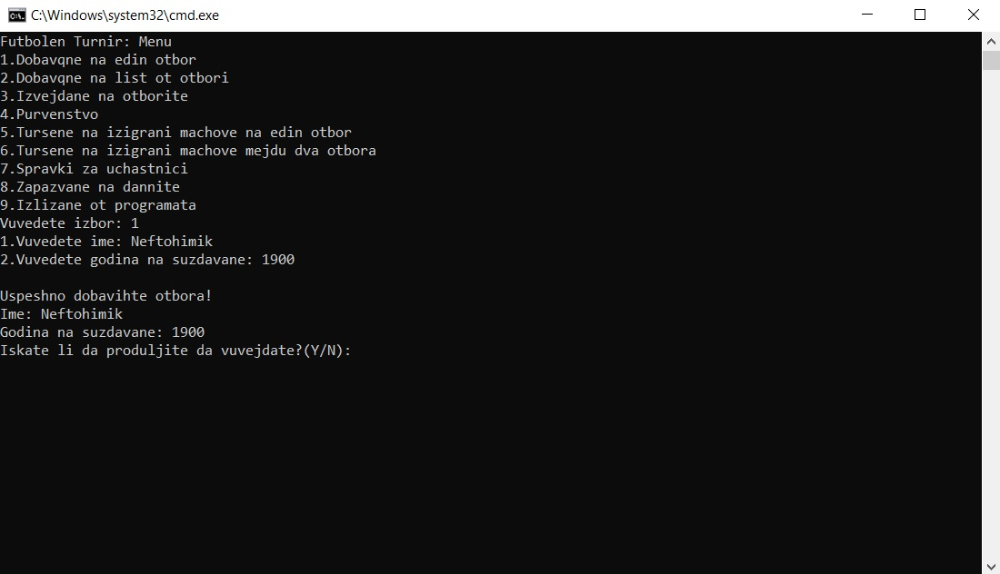 C:\Windows\system32\cmd.exe
Futbolen Turnir: Menu
1.Dobavqne na edin otbor
2.Dobavqne na list ot otbori
3.Izvejdane na otborite
4.Purvenstvo
5.Tursene na izigrani machove na edin otbor
6.Tursene na izigrani machove mejdu dva otbora
7.Spravki za uchastnici
8.Zapazvane na dannite
9.Izlizane ot programata
Vuvedete izbor: 1
1.Vuvedete ime: Neftohimik
2.Vuvedete godina na suzdavane: 1900
Uspeshno dobavihte otbora!
Ime: Neftohimik
Godina na suzdavane: 1900
Iskate li da produljite da vuvejdate?(Y/N):